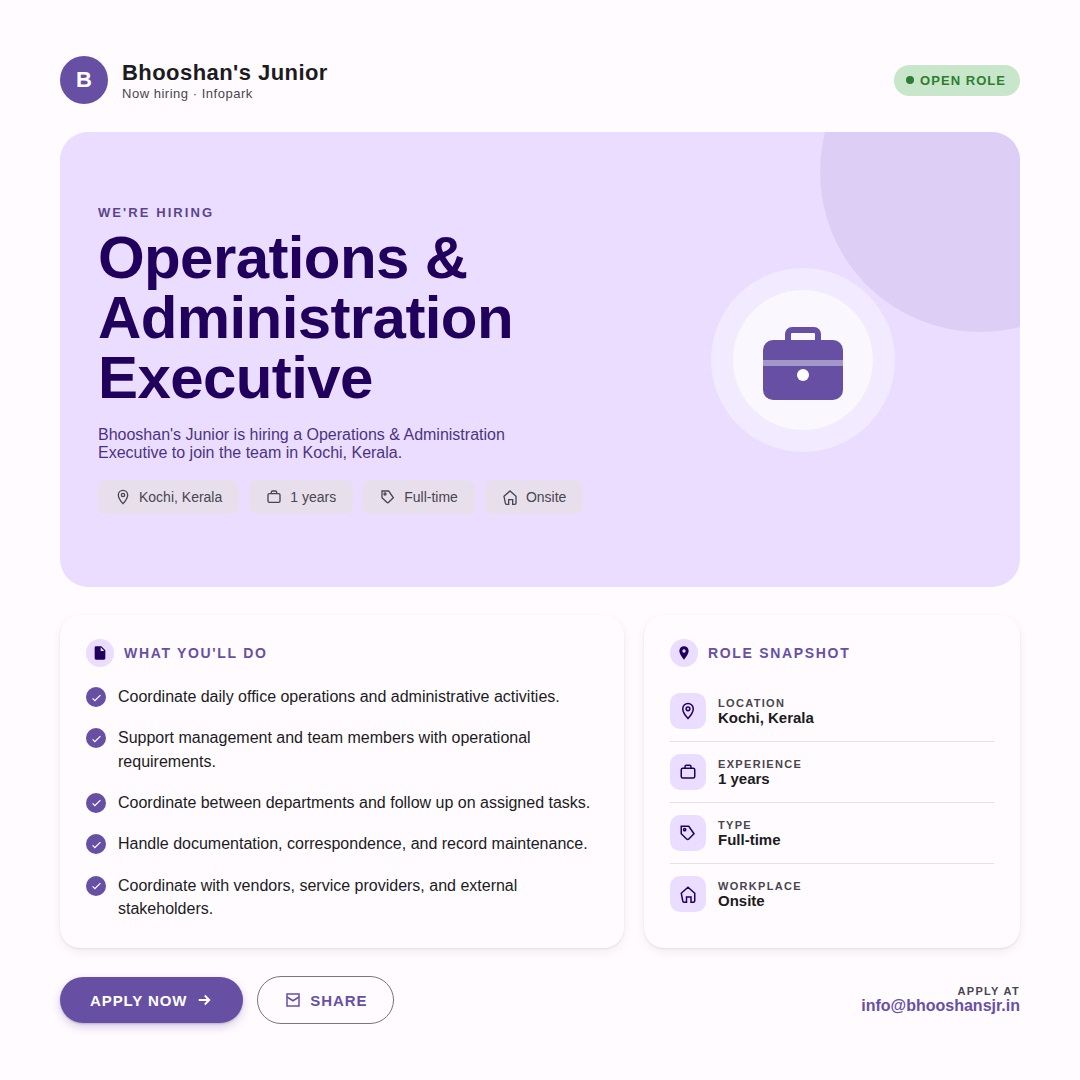 B
Bhooshan's Junior
Now hiring · Infopark
OPEN ROLE
WE'RE HIRING
Operations &
Administration
Executive
Bhooshan's Junior is hiring a Operations & Administration
Executive to join the team in Kochi, Kerala.
Kochi, Kerala
1 years
Full-time
Onsite
WHAT YOU'LL DO
Coordinate daily office operations and administrative activities.
Support management and team members with operational
requirements.
Coordinate between departments and follow up on assigned tasks.
Handle documentation, correspondence, and record maintenance.
Coordinate with vendors, service providers, and external
stakeholders.
ROLE SNAPSHOT
LOCATION
Kochi, Kerala
EXPERIENCE
1 years
TYPE
Full-time
WORKPLACE
Onsite
APPLY NOW
SHARE
APPLY AT
info@bhooshansjr.in